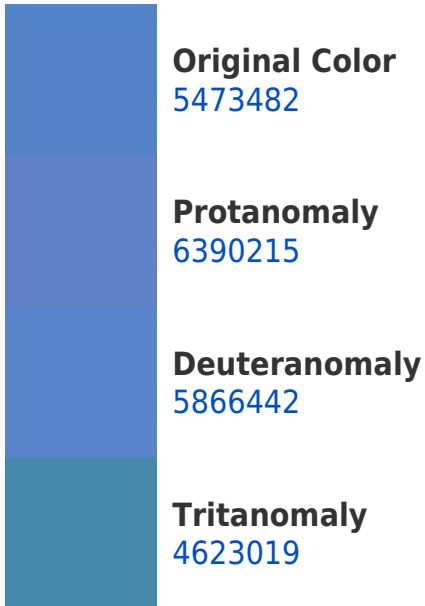 Original Color
5473482
Protanomaly
6390215
Deuteranomaly
5866442
Tritanomaly
4623019